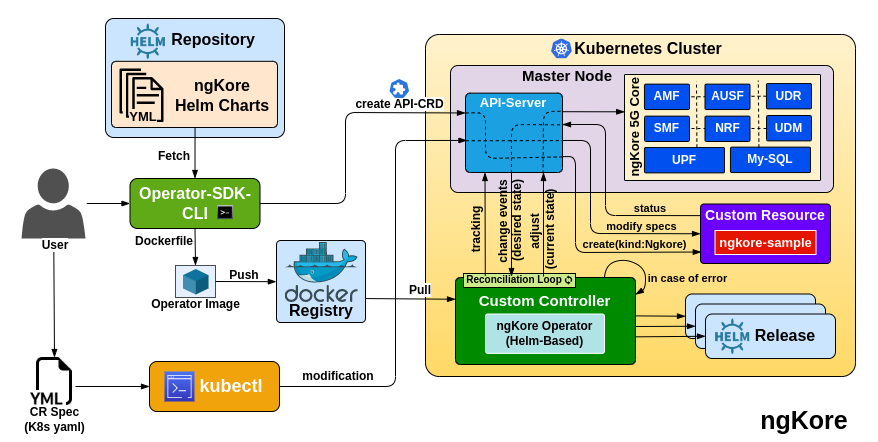 HELM Repository
ngKore
Helm Charts
YML
Fetch
User
Operator-SDK-
CLI
Dockerfile
Operator Image
Push
docker
Registry
Pull
YML
CR Spec
(K8s yaml)
kubectl
modification
create API-CRD
Kubernetes Cluster
Master Node
API-Server
ngKore 5G Core
AMF
AUSF
UDR
SMF
NRF
UDM
UPF
My-SQL
tracking
change events
(desired state)
adjust
(current state)
status
modify specs
create(kind:Ngkore)
Custom Resource
ngkore-sample
Reconciliation Loop
Custom Controller
ngKore Operator
(Helm-Based)
in case of error
HELM Release
ngKore